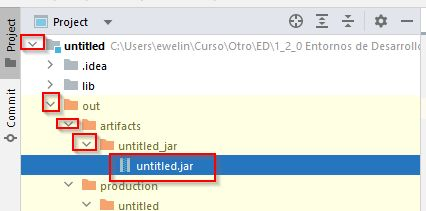 Project
Project
Commit
untitled C:\Users\ewelin\Curso\Otro\ED\1_2_0 Entornos de Desarroll
.idea
lib
out
artifacts
untitled_jar
untitled.jar
production
untitled